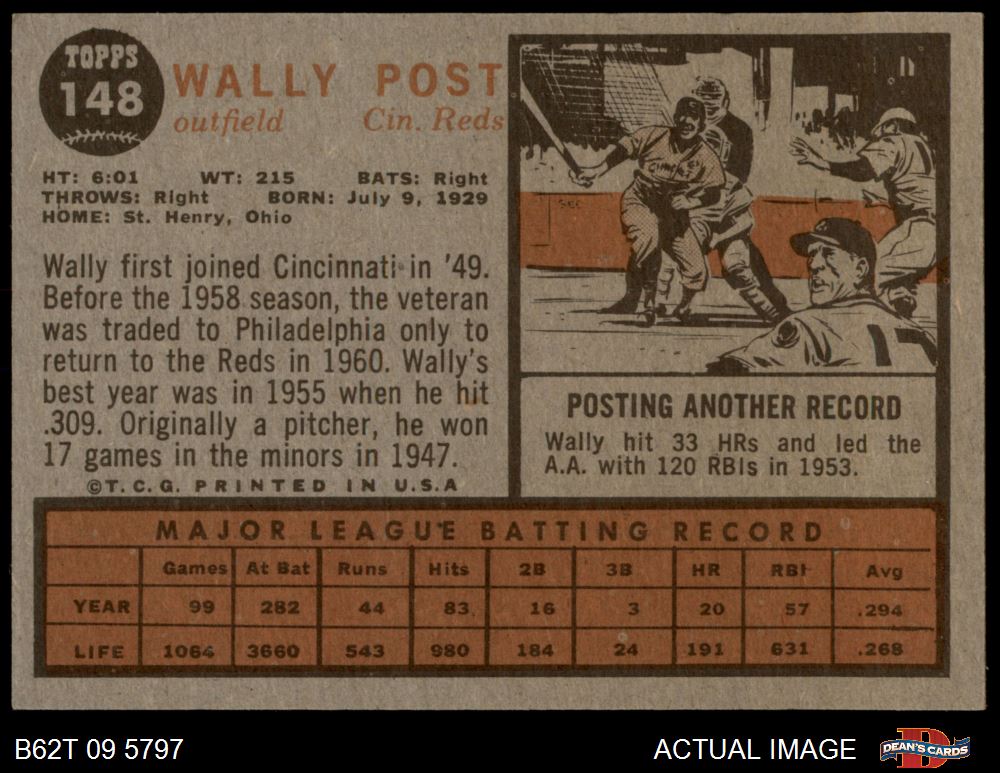 TOPPS
148
WALLY POST
outfield Cin. Reds
HT: 6:01 WT: 215 BATS: Right
THROWS: Right BORN: July 9, 1929
HOME: St. Henry, Ohio
Wally first joined Cincinnati in '49.
Before the 1958 season, the veteran
was traded to Philadelphia only to
return to the Reds in 1960. Wally's
best year was in 1955 when he hit
.309. Originally a pitcher, he won
17 games in the minors in 1947.
©T.C.G. PRINTED IN U.S.A
SEC
17
POSTING ANOTHER RECORD
Wally hit 33 HRs and led the
A.A. with 120 RBIs in 1953.
MAJOR LEAGUE BATTING RECORD
Games At Bat Runs Hits 2B 3B HR RBI Avg
YEAR 99 282 44 83 16 3 20 57 .294
LIFE 1064 3660 543 980 184 24 191 631 .268
B62T 09 5797
ACTUAL IMAGE
D
DEAN'S CARDS